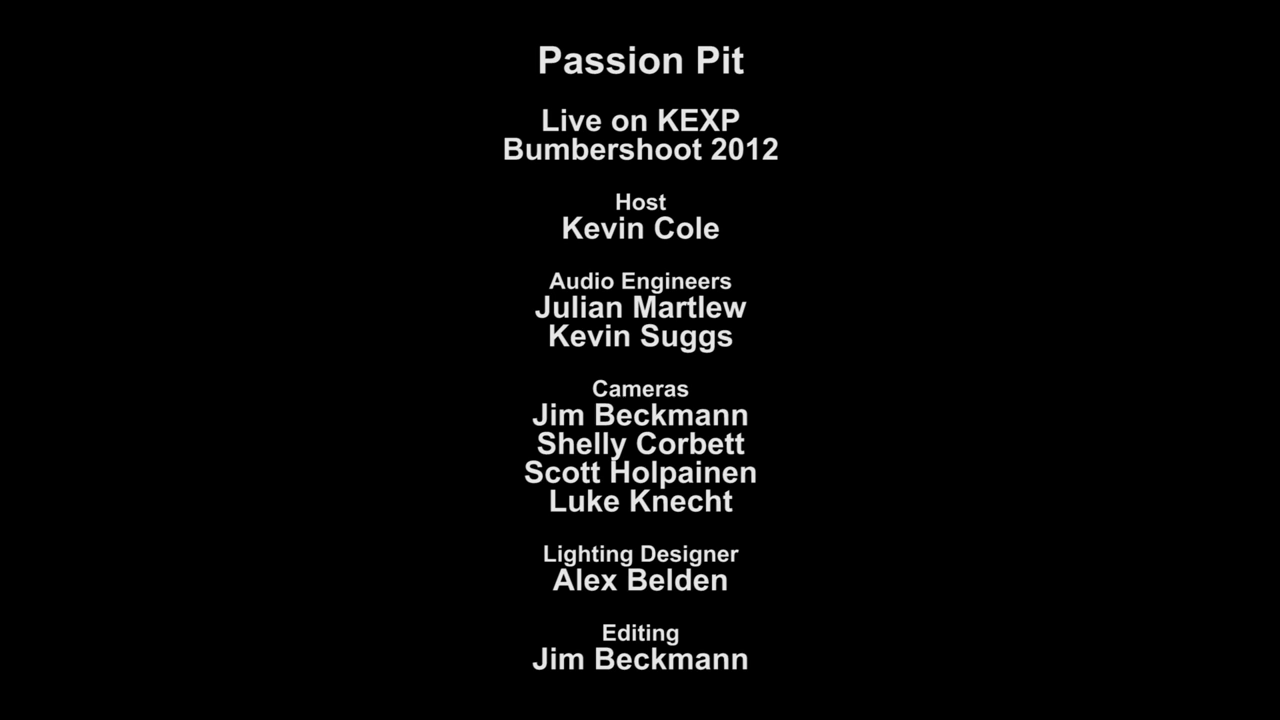 Passion Pit
Live on KEXP
Bumbershoot 2012
Host
Kevin Cole
Audio Engineers
Julian Martlew
Kevin Suggs
Cameras
Jim Beckmann
Shelly Corbett
Scott Holpainen
Luke Knecht
Lighting Designer
Alex Belden
Editing
Jim Beckmann